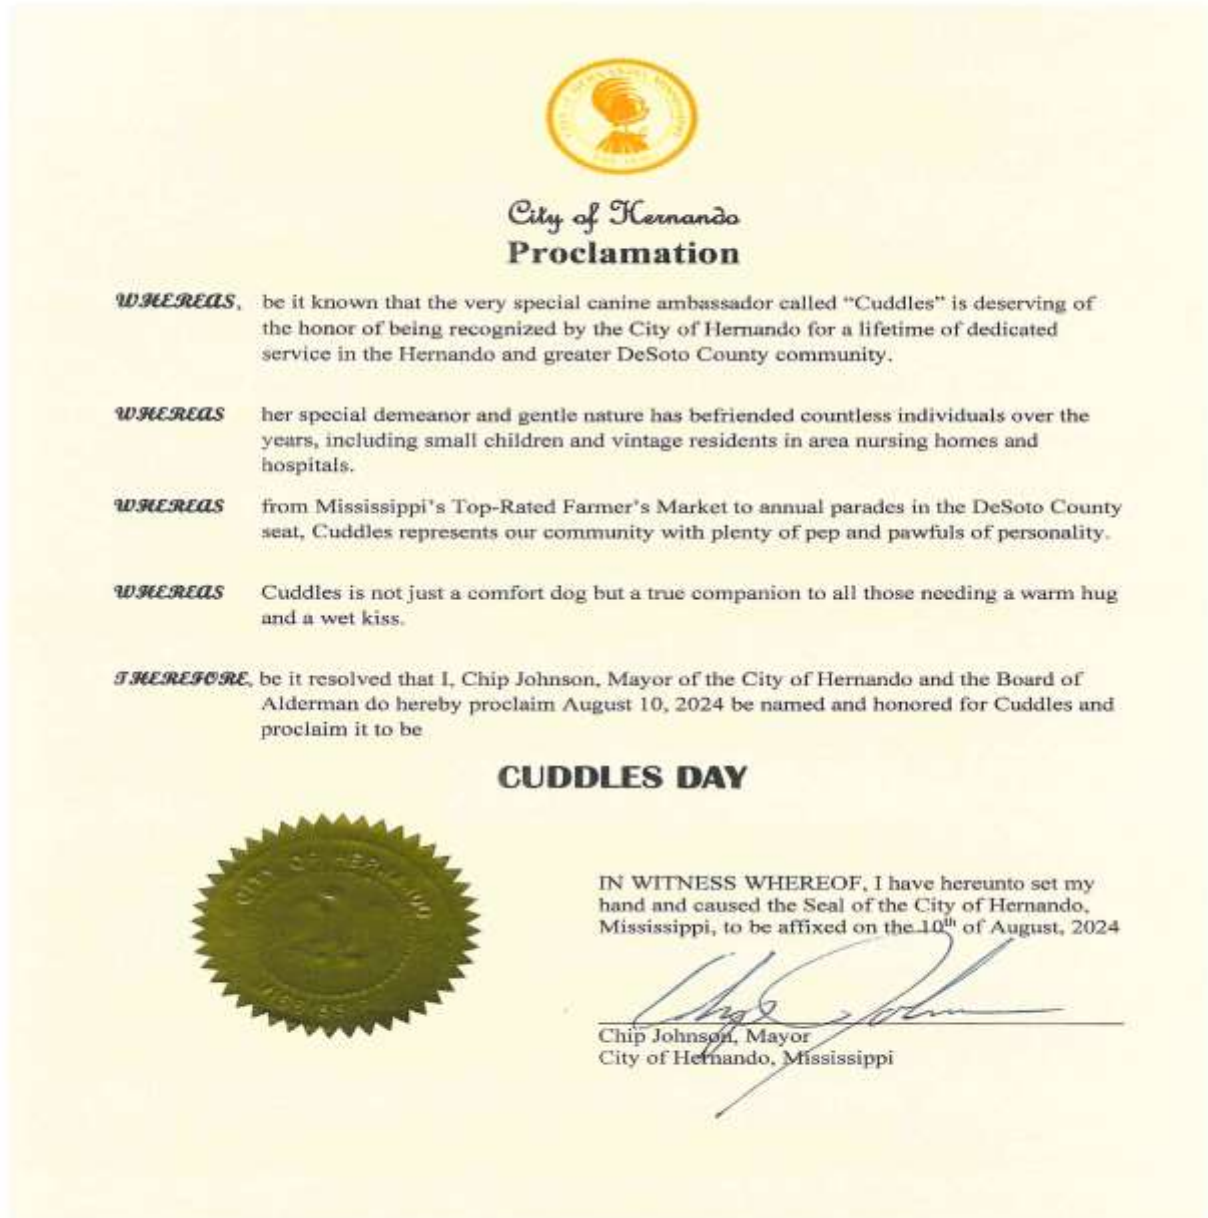 City of Hernando
Proclamation
WHEREAS, be it known that the very special canine ambassador called “Cuddles” is deserving of
the honor of being recognized by the City of Hernando for a lifetime of dedicated
service in the Hernando and greater DeSoto County community.
WHEREAS her special demeanor and gentle nature has befriended countless individuals over the
years, including small children and vintage residents in area nursing homes and
hospitals.
WHEREAS from Mississippi’s Top-Rated Farmer’s Market to annual parades in the DeSoto County
seat, Cuddles represents our community with plenty of pep and pawfuls of personality.
WHEREAS Cuddles is not just a comfort dog but a true companion to all those needing a warm hug
and a wet kiss.
THEREFORE, be it resolved that I, Chip Johnson, Mayor of the City of Hernando and the Board of
Alderman do hereby proclaim August 10, 2024 be named and honored for Cuddles and
proclaim it to be
CUDDLES DAY
CITY OF HERNANDO
IN WITNESS WHEREOF, I have hereunto set my
hand and caused the Seal of the City of Hernando,
Mississippi, to be affixed on the 10th of August, 2024
Chip Johnson, Mayor
City of Hernando, Mississippi